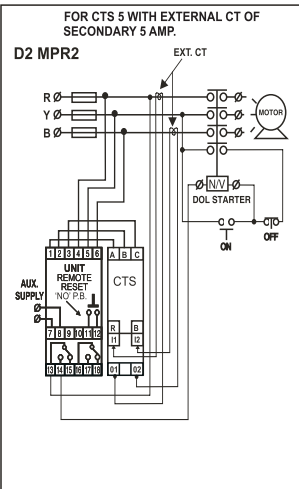 FOR CTS 5 WITH EXTERNAL CT OF
SECONDARY 5 AMP.
D2 MPR2
EXT. CT
R
Y
B
MOTOR
N/V
DOL STARTER
ON
OFF
1 2 3 4 5 6
A B C
UNIT
REMOTE
RESET
'NO' P.B.
CTS
AUX.
SUPPLY
R B
I1 I2
7 8 9 10 11 12
13 14 15 16 17 18
01 02